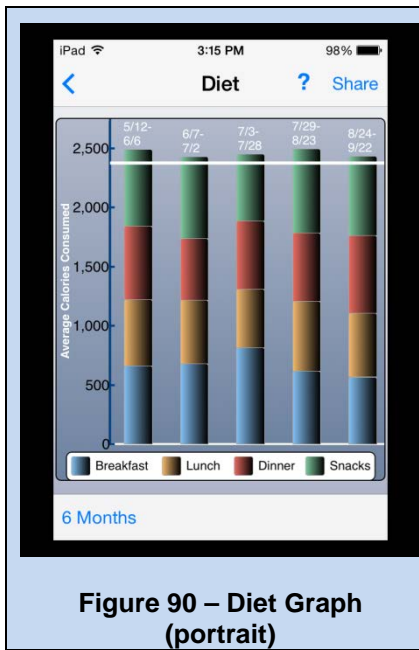 iPad 3:15 PM 98%
Diet ? Share
5/12-
6/6
6/7-
7/2
7/3-
7/28
7/29-
8/23
8/24-
9/22
Average Calories Consumed
2,500
2,000
1,500
1,000
500
0
Breakfast Lunch Dinner Snacks
6 Months
Figure 90 – Diet Graph
(portrait)